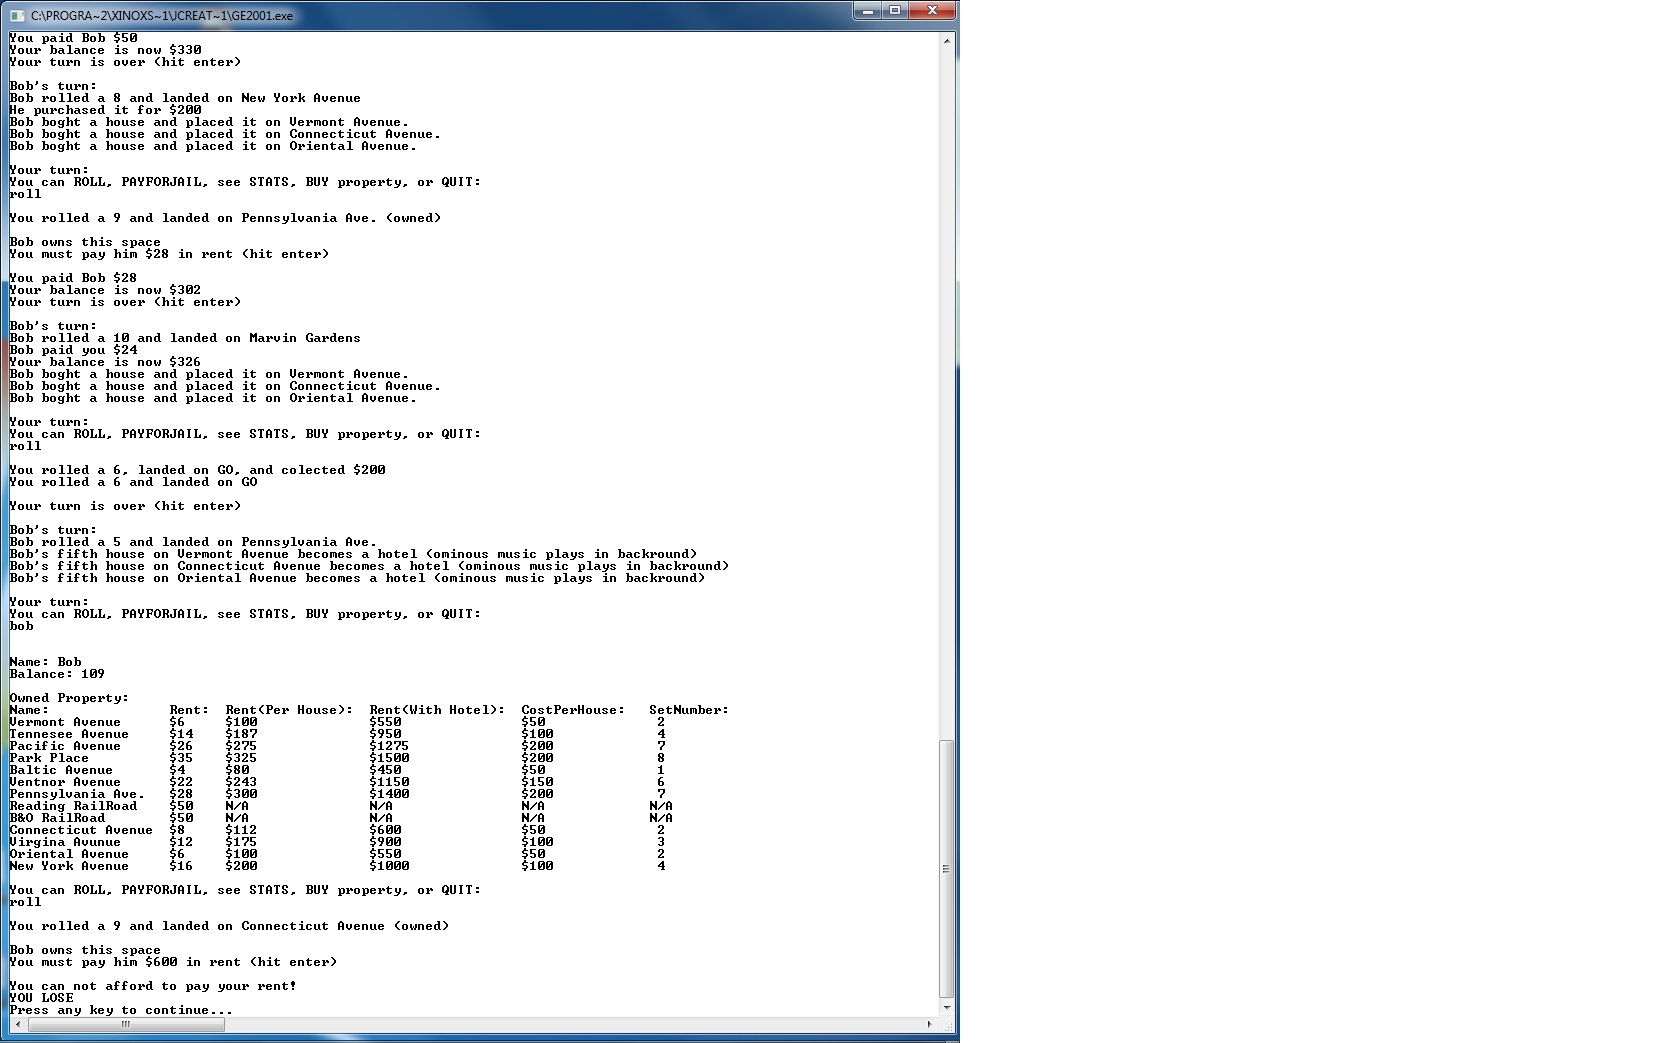 C:\PROGRA~2\XINOXS~1\JCREAT~1\GE2001.exe
You paid Bob $50
Your balance is now $330
Your turn is over (hit enter)
Bob's turn:
Bob rolled a 8 and landed on New York Avenue
He purchased it for $200
Bob boght a house and placed it on Vermont Avenue.
Bob boght a house and placed it on Connecticut Avenue.
Bob boght a house and placed it on Oriental Avenue.
Your turn:
You can ROLL, PAYFORJAIL, see STATS, BUY property, or QUIT:
roll
You rolled a 9 and landed on Pennsylvania Ave. (owned)
Bob owns this space
You must pay him $28 in rent (hit enter)
You paid Bob $28
Your balance is now $302
Your turn is over (hit enter)
Bob's turn:
Bob rolled a 10 and landed on Marvin Gardens
Bob paid you $24
Your balance is now $326
Bob boght a house and placed it on Vermont Avenue.
Bob boght a house and placed it on Connecticut Avenue.
Bob boght a house and placed it on Oriental Avenue.
Your turn:
You can ROLL, PAYFORJAIL, see STATS, BUY property, or QUIT:
roll
You rolled a 6, landed on GO, and colected $200
You rolled a 6 and landed on GO
Your turn is over (hit enter)
Bob's turn:
Bob rolled a 5 and landed on Pennsylvania Ave.
Bob's fifth house on Vermont Avenue becomes a hotel (ominous music plays in backround)
Bob's fifth house on Connecticut Avenue becomes a hotel (ominous music plays in backround)
Bob's fifth house on Oriental Avenue becomes a hotel (ominous music plays in backround)
Your turn:
You can ROLL, PAYFORJAIL, see STATS, BUY property, or QUIT:
bob
Name: Bob
Balance: 109
Owned Property:
Name: Rent: Rent(Per House): Rent(With Hotel): CostPerHouse: SetNumber:
Vermont Avenue $6 $100 $550 $50 2
Tennesee Avenue $14 $187 $950 $100 4
Pacific Avenue $26 $275 $1275 $200 7
Park Place $35 $325 $1500 $200 8
Baltic Avenue $4 $80 $450 $50 1
Ventnor Avenue $22 $243 $1150 $150 6
Pennsylvania Ave. $28 $300 $1400 $200 7
Reading RailRoad $50 N/A N/A N/A N/A
B&O RailRoad $50 N/A N/A N/A N/A
Connecticut Avenue $8 $112 $600 $50 2
Virgina Avunue $12 $175 $900 $100 3
Oriental Avenue $6 $100 $550 $50 2
New York Avenue $16 $200 $1000 $100 4
You can ROLL, PAYFORJAIL, see STATS, BUY property, or QUIT:
roll
You rolled a 9 and landed on Connecticut Avenue (owned)
Bob owns this space
You must pay him $600 in rent (hit enter)
You can not afford to pay your rent!
YOU LOSE
Press any key to continue...